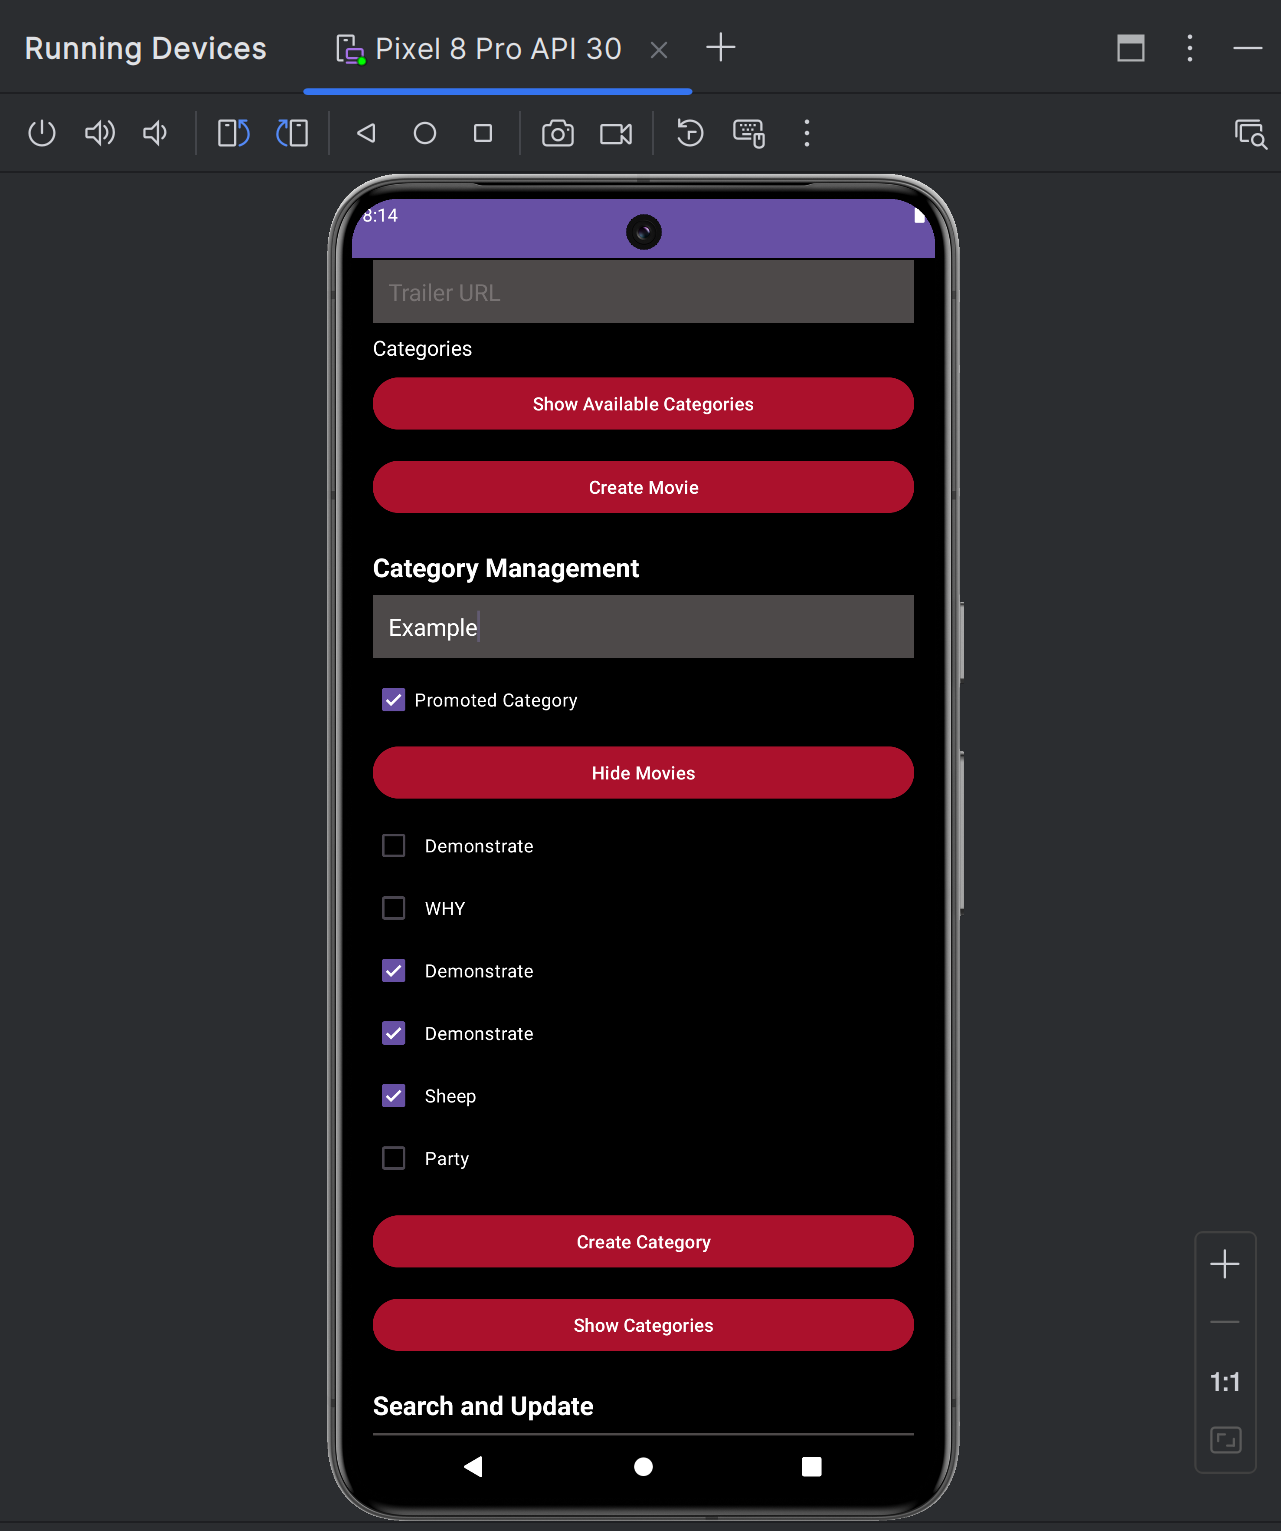 Running Devices
Pixel 8 Pro API 30
8:14
Trailer URL
Categories
Show Available Categories
Create Movie
Category Management
Example
Promoted Category
Hide Movies
Demonstrate
WHY
Demonstrate
Demonstrate
Sheep
Party
Create Category
Show Categories
1:1
Search and Update